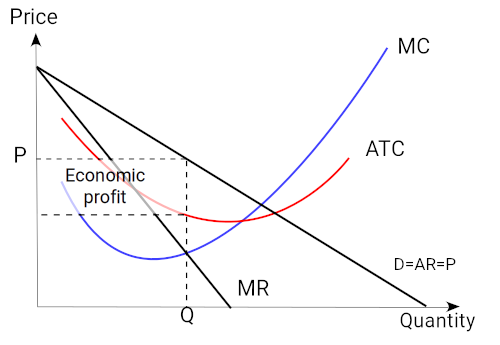 Price
MC
P
ATC
Economic
profit
D=AR=P
MR
Q
Quantity